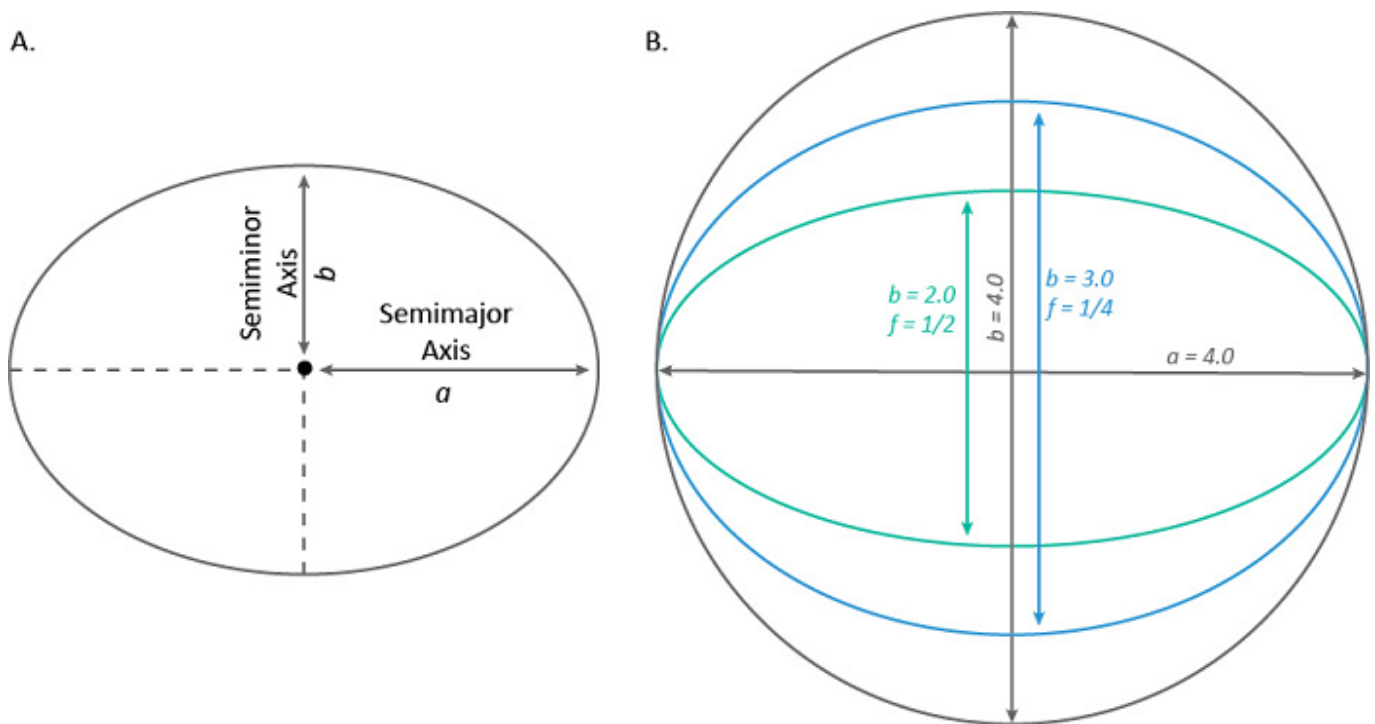 A.
Semiminor
Axis
b
Semimajor
Axis
a
B.
b = 2.0
f = 1/2
b = 4.0
b = 3.0
f = 1/4
a = 4.0